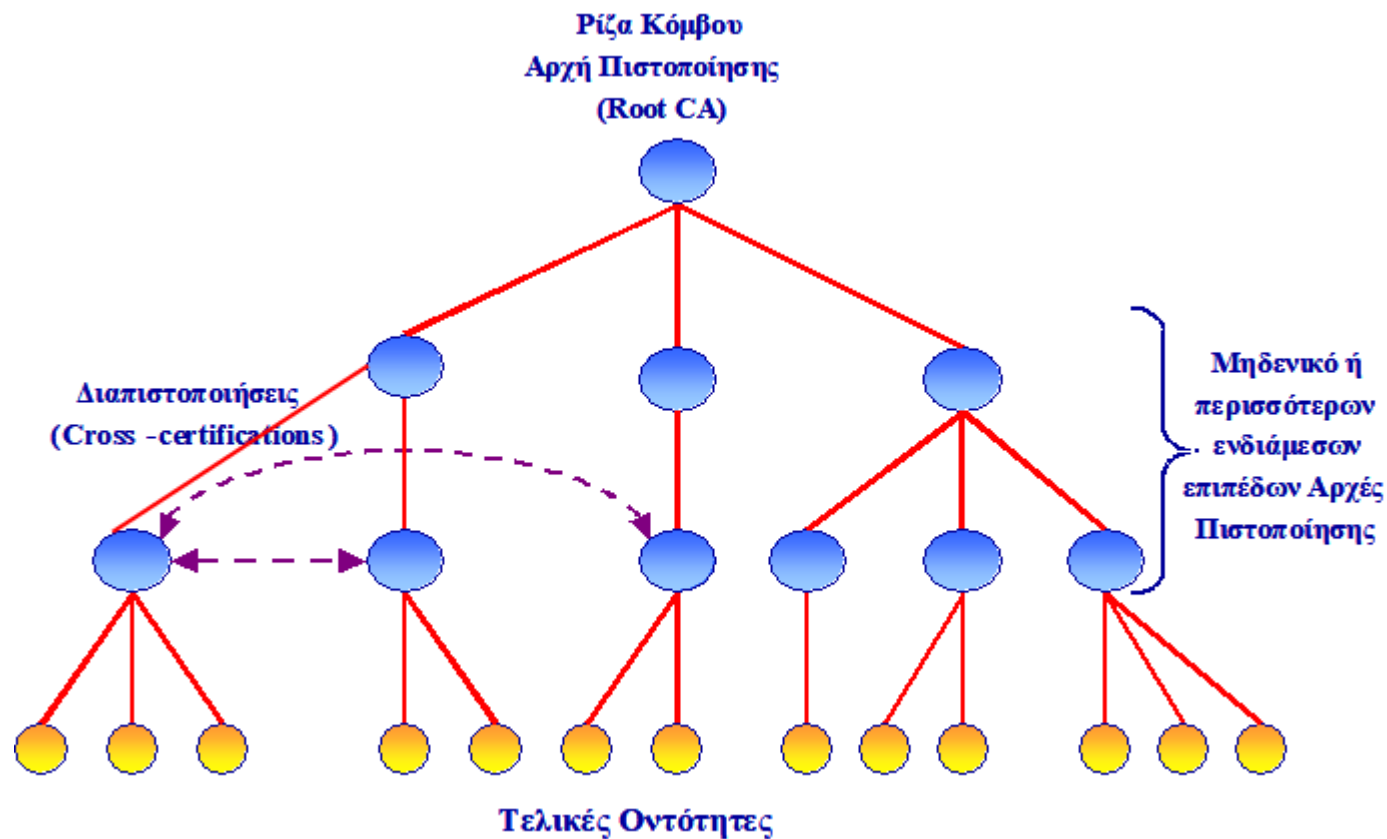 Ρίζα Κόμβου
Αρχή Πιστοποίησης
(Root CA)
Διαπιστοποιήσεις
(Cross -certifications)
Μηδενικό ή
περισσότερων
ενδιάμεσων
επιπέδων Αρχές
Πιστοποίησης
Τελικές Οντότητες